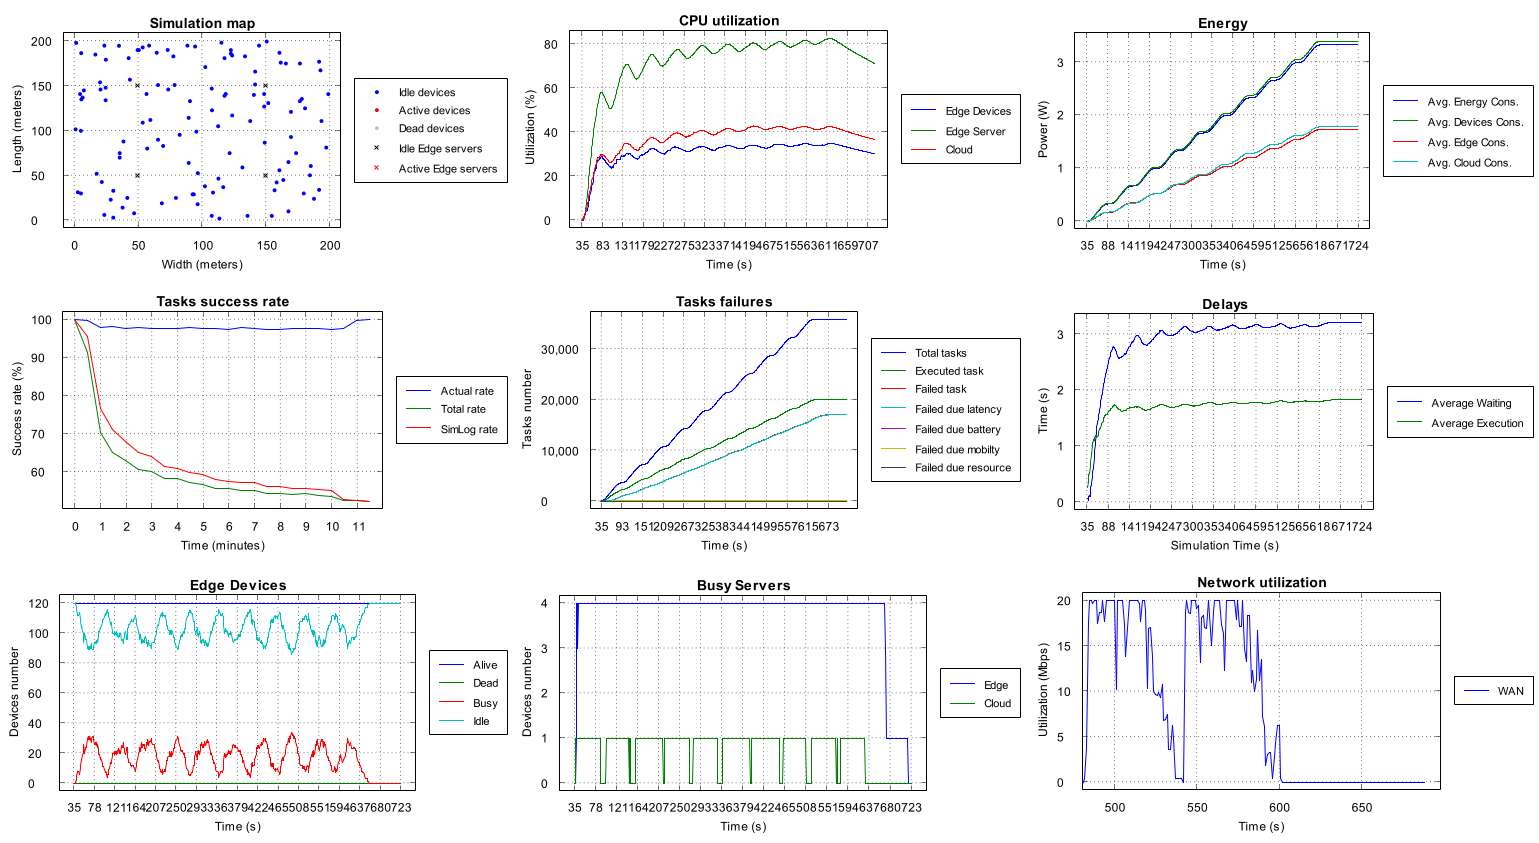 Simulation map
Length (meters)
200
150
100
50
0
0 50 100 150 200
Width (meters)
Idle devices
Active devices
Dead devices
Idle Edge servers
Active Edge servers
CPU utilization
Utilization (%)
80
60
40
20
0
Time (s)
Edge Devices
Edge Server
Cloud
Energy
Power (W)
3
2
1
0
Time (s)
Avg. Energy Cons.
Avg. Devices Cons.
Avg. Edge Cons.
Avg. Cloud Cons.
Tasks success rate
Success rate (%)
100
90
80
70
60
0 1 2 3 4 5 6 7 8 9 10 11
Time (minutes)
Actual rate
Total rate
SimLog rate
Tasks failures
Tasks number
30,000
20,000
10,000
0
Time (s)
Total tasks
Executed task
Failed task
Failed due latency
Failed due battery
Failed due mobilty
Failed due resource
Delays
Time (s)
3
2
1
0
Simulation Time (s)
Average Waiting
Average Execution
Edge Devices
Devices number
120
100
80
60
40
20
0
Time (s)
Alive
Dead
Busy
Idle
Busy Servers
Devices number
4
3
2
1
0
Time (s)
Edge
Cloud
Network utilization
Utilization (Mbps)
20
15
10
5
0
500 550 600 650
Time (s)
WAN